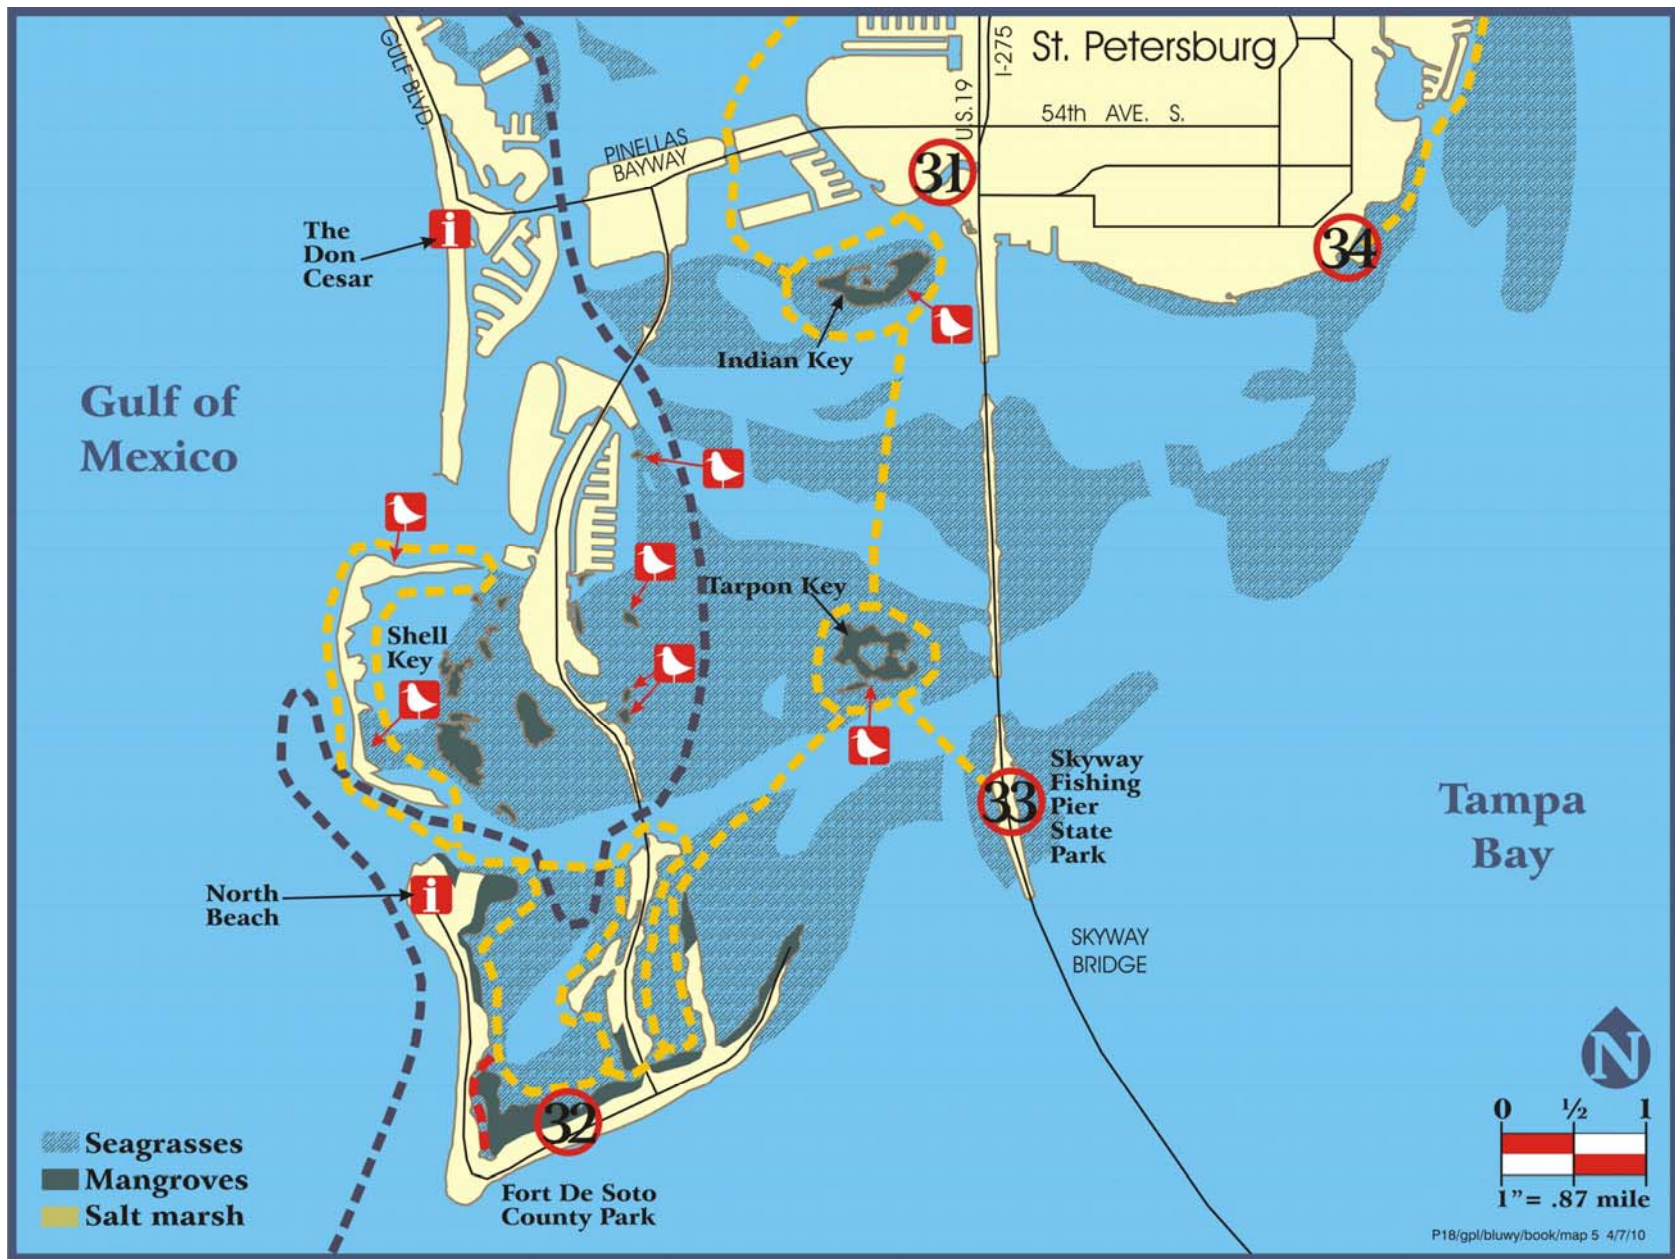 GULF BLVD.
PINELLAS
BAYWAY
U.S.19
I-275
St. Petersburg
54th AVE. S.
31
34
The
Don
Cesar
i
Indian Key
Gulf of
Mexico
Tarpon Key
Shell
Key
33
Skyway
Fishing
Pier
State
Park
Tampa
Bay
North
Beach
i
SKYWAY
BRIDGE
32
Fort De Soto
County Park
Seagrasses
Mangroves
Salt marsh
N
0 ½ 1
1”= .87 mile
P18/gpl/bluwy/book/map 5 4/7/10